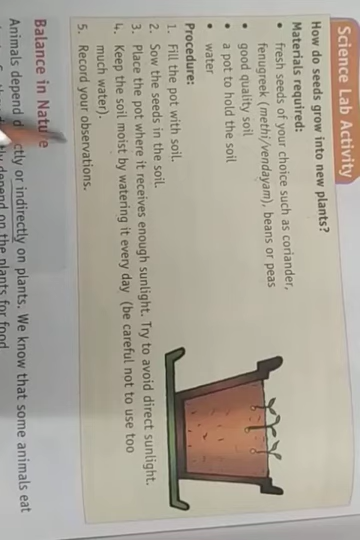 Science Lab Activity
How do seeds grow into new plants?
Materials required:
• fresh seeds of your choice such as coriander,
fenugreek (methi/vendayam), beans or peas
• good quality soil
• a pot to hold the soil
• water
Procedure:
1. Fill the pot with soil.
2. Sow the seeds in the soil.
3. Place the pot where it receives enough sunlight. Try to avoid direct sunlight.
4. Keep the soil moist by watering it every day (be careful not to use too
much water).
5. Record your observations.
Balance in Nature
Animals depend ctly or indirectly on plants. We know that some animals eat
depend on the plants for food